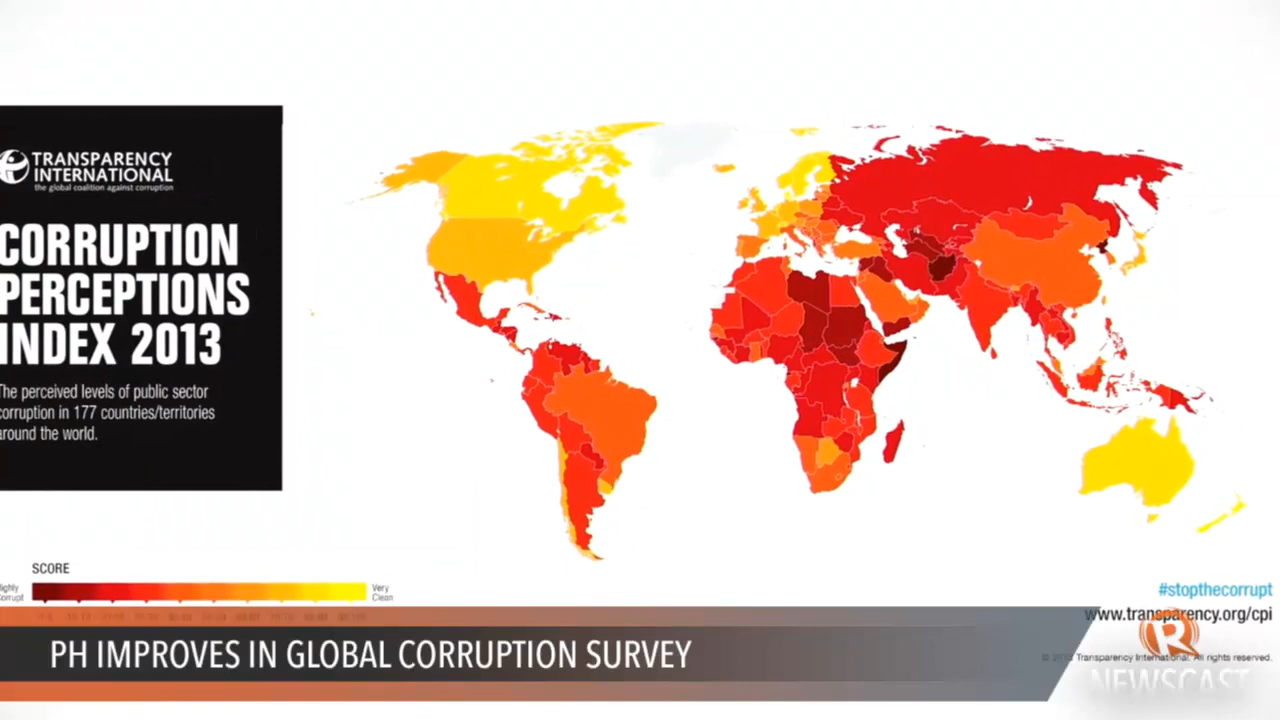 TRANSPARENCY
INTERNATIONAL
the global coalition against corruption
CORRUPTION
PERCEPTIONS
INDEX 2013
The perceived levels of public sector
corruption in 177 countries/territories
around the world.
SCORE
Highly
Corrupt
Very
Clean
#stopthecorrupt
www.transparency.org/cpi
PH IMPROVES IN GLOBAL CORRUPTION SURVEY
R
© Transparency International. All rights reserved.
NEWSCAST